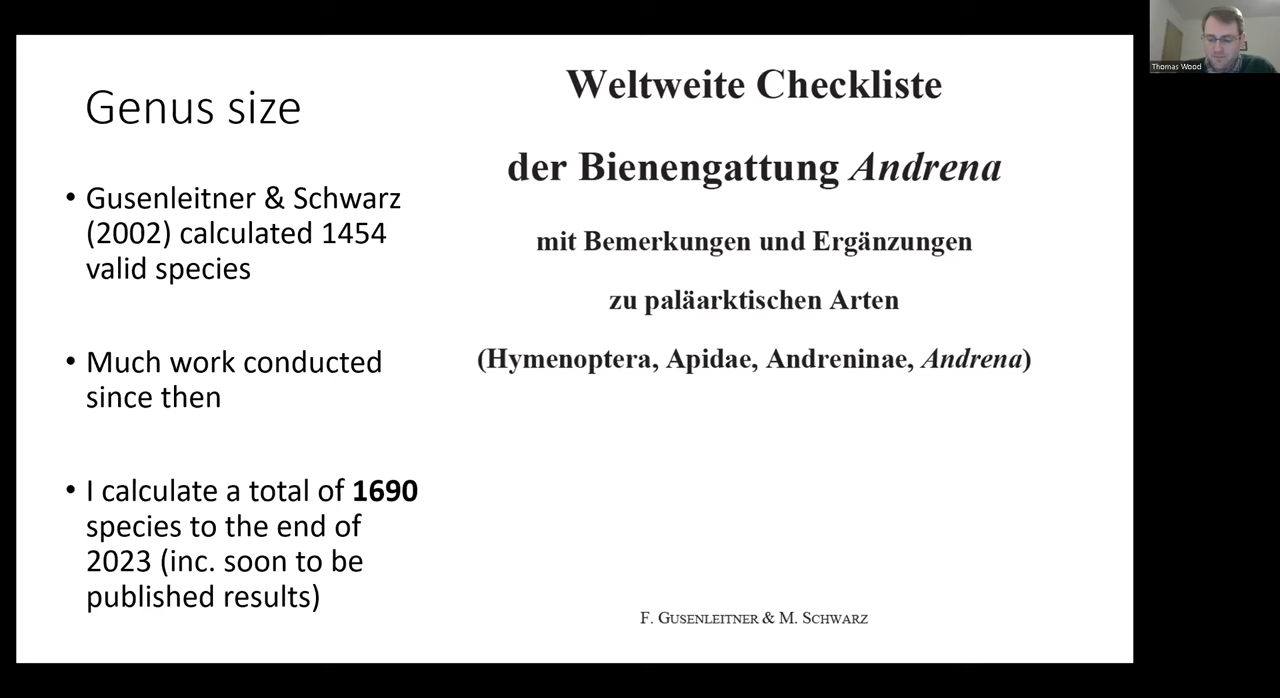 Genus size
• Gusenleitner & Schwarz
(2002) calculated 1454
valid species
• Much work conducted
since then
• I calculate a total of 1690
species to the end of
2023 (inc. soon to be
published results)
Weltweite Checkliste
der Bienengattung Andrena
mit Bemerkungen und Ergänzungen
zu paläarktischen Arten
(Hymenoptera, Apidae, Andreninae, Andrena)
F. GUSENLEITNER & M. SCHWARZ
Thomas Wood